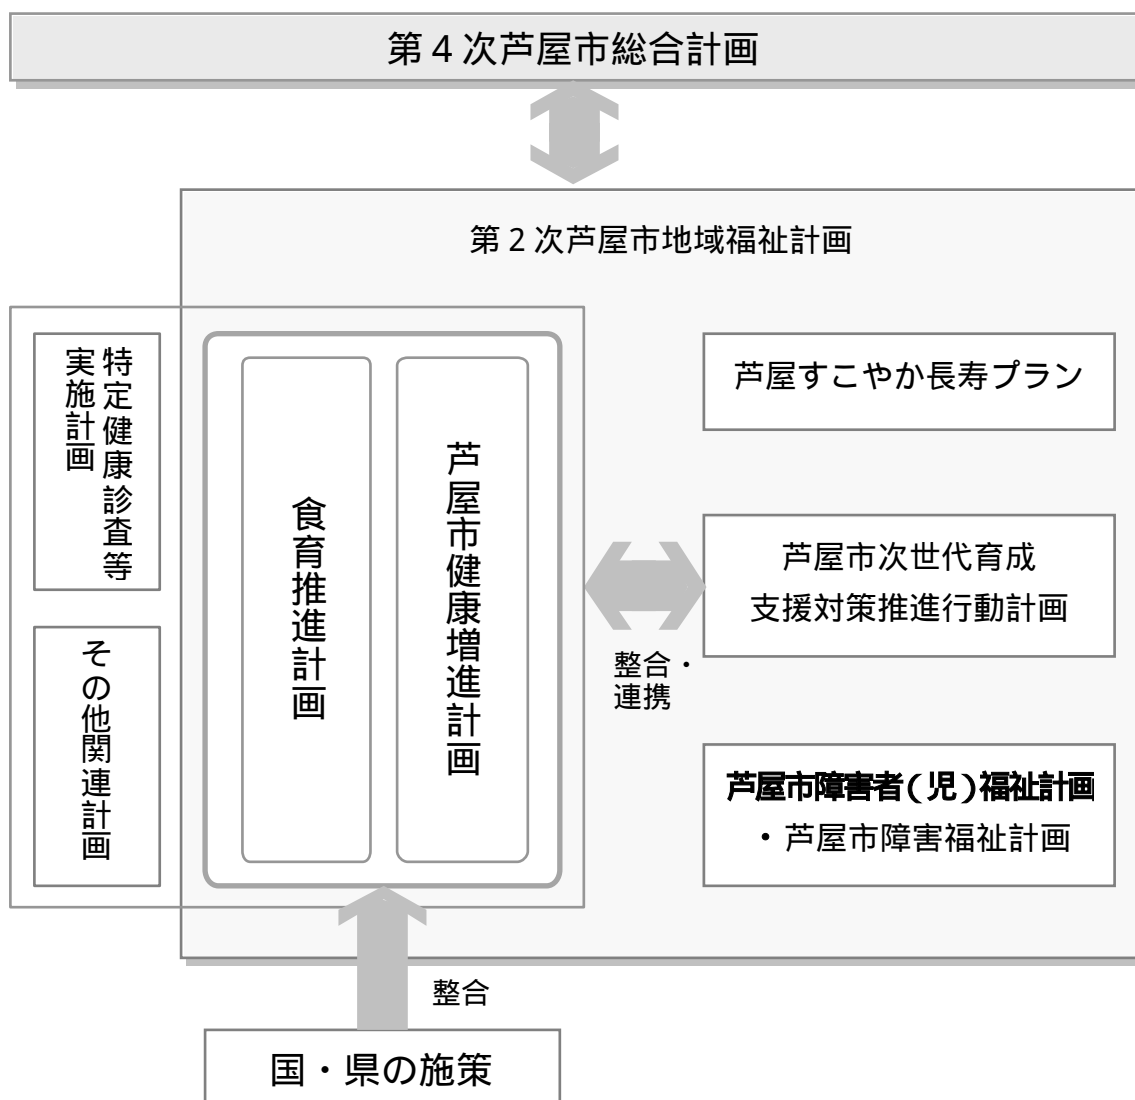 第４次芦屋市総合計画
第２次芦屋市地域福祉計画
特定健康診査等
実施計画
その他関連計画
芦屋市健康増進計画
食育推進計画
整合・
連携
芦屋すこやか長寿プラン
芦屋市次世代育成
支援対策推進行動計画
芦屋市障害者(児)福祉計画
・芦屋市障害福祉計画
整合
国・県の施策